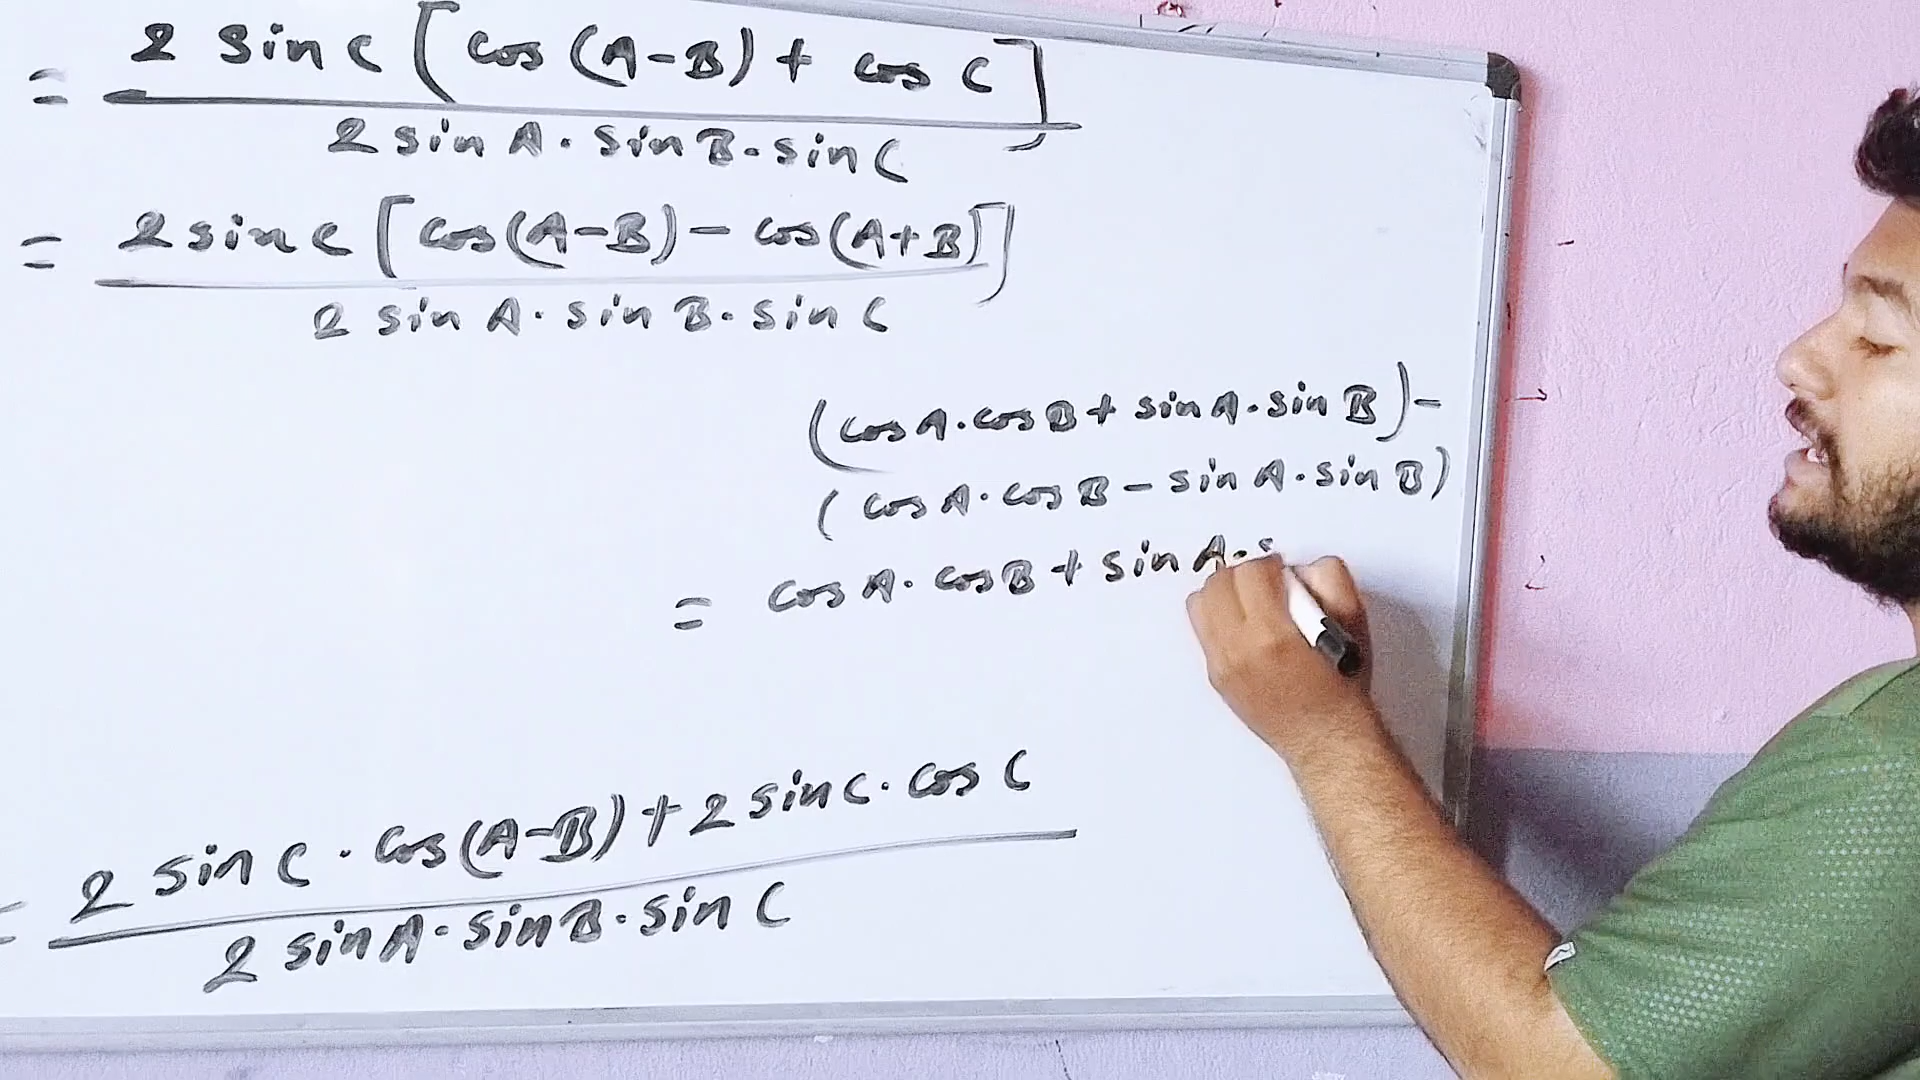 = 2 sin C [cos (A-B) + cos C]
2 sin A · sin B · sin C
= 2 sin C [cos(A-B) - cos(A+B)]
2 sin A · sin B · sin C
(cos A · cos B + sin A · sin B) -
(cos A · cos B - sin A · sin B)
= cos A · cos B + sin A · s
= 2 sin C · cos(A-B) + 2 sin C · cos C
2 sin A · sin B · sin C